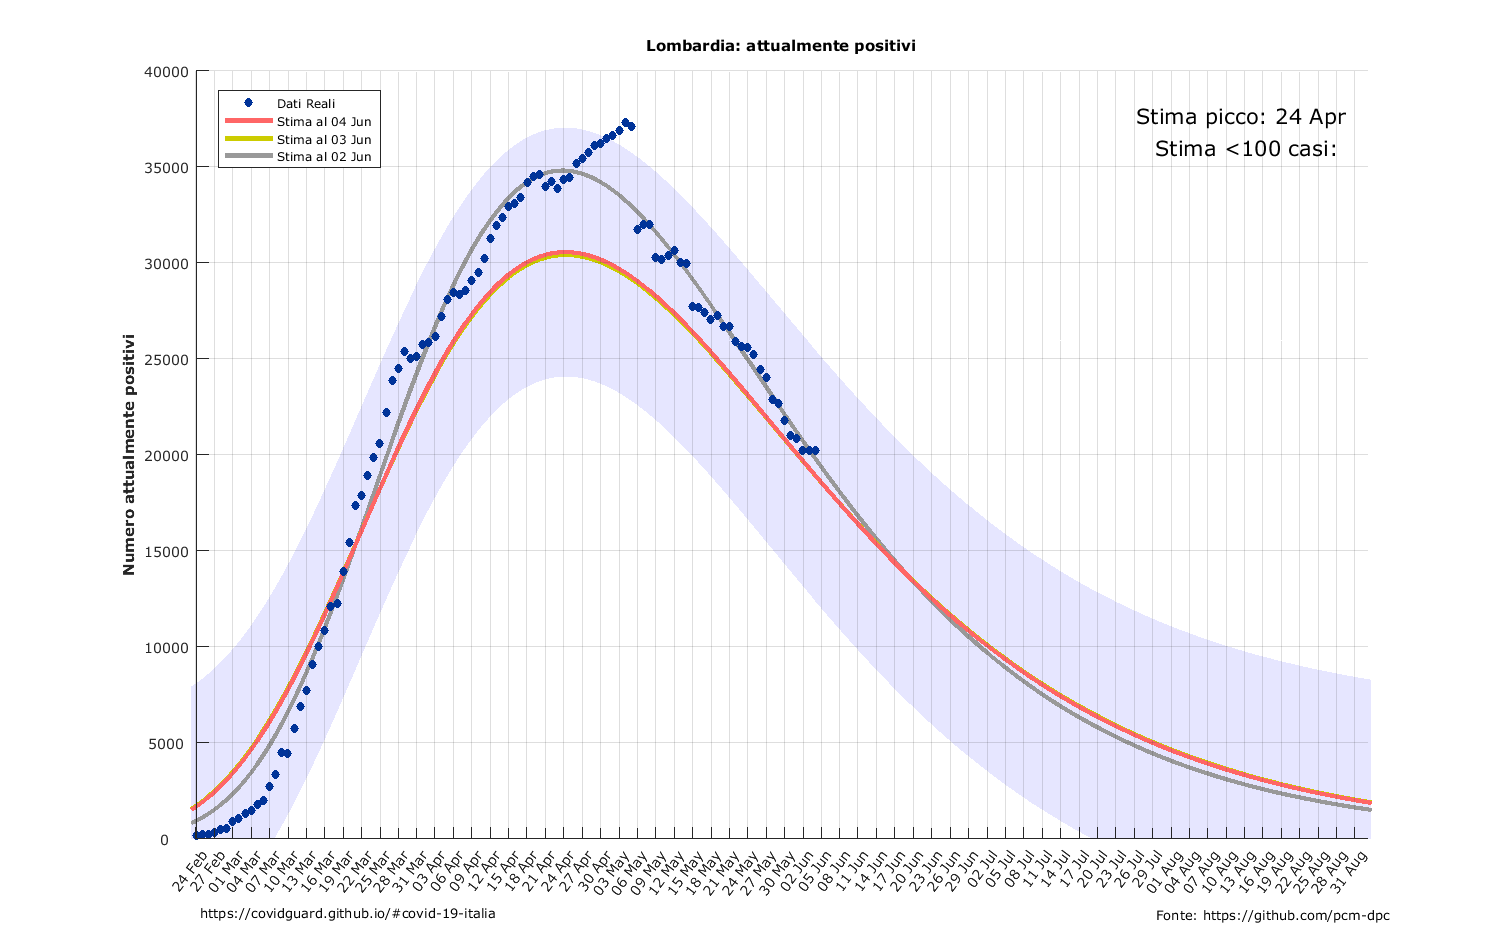 Lombardia: attualmente positivi
40000
35000
30000
25000
20000
15000
10000
5000
0
Numero attualmente positivi
Dati Reali
Stima al 04 Jun
Stima al 03 Jun
Stima al 02 Jun
Stima picco: 24 Apr
Stima <100 casi:
24 Feb
27 Feb
01 Mar
04 Mar
07 Mar
10 Mar
13 Mar
16 Mar
19 Mar
22 Mar
25 Mar
28 Mar
31 Mar
03 Apr
06 Apr
09 Apr
12 Apr
15 Apr
18 Apr
21 Apr
24 Apr
27 Apr
30 Apr
03 May
06 May
09 May
12 May
15 May
18 May
21 May
24 May
27 May
30 May
02 Jun
05 Jun
08 Jun
11 Jun
14 Jun
17 Jun
20 Jun
23 Jun
26 Jun
29 Jun
02 Jul
05 Jul
08 Jul
11 Jul
14 Jul
17 Jul
20 Jul
23 Jul
26 Jul
29 Jul
01 Aug
04 Aug
07 Aug
10 Aug
13 Aug
16 Aug
19 Aug
22 Aug
25 Aug
28 Aug
31 Aug
https://covidguard.github.io/#covid-19-italia
Fonte: https://github.com/pcm-dpc